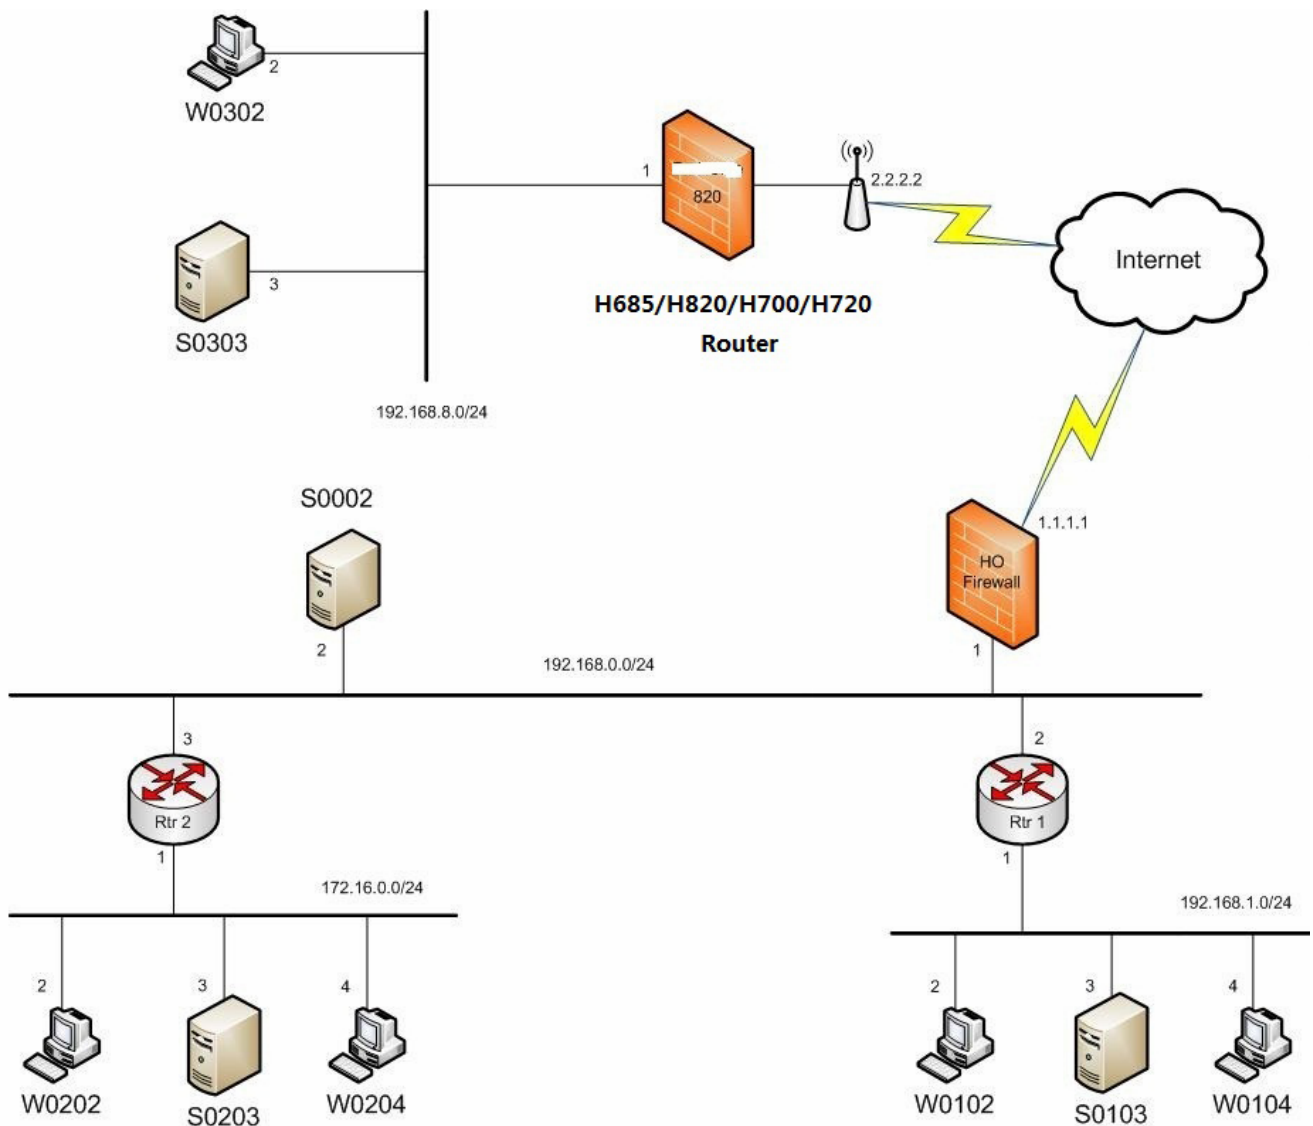 2
W0302
1
820
2.2.2.2
Internet
3
S0303
H685/H820/H700/H720
Router
192.168.8.0/24
S0002
1.1.1.1
HO
Firewall
2
1
192.168.0.0/24
3
2
Rtr 2
Rtr 1
1
1
172.16.0.0/24
192.168.1.0/24
2
3
4
2
3
4
W0202
S0203
W0204
W0102
S0103
W0104